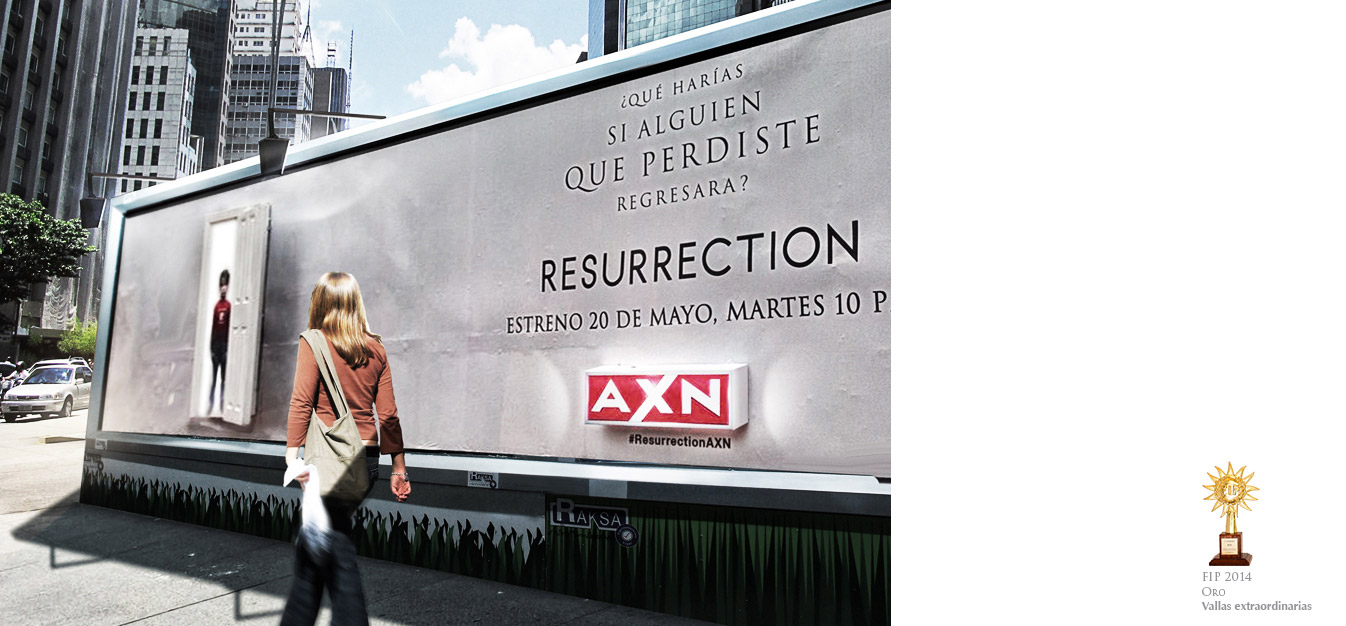 ¿QUÉ HARÍAS
SI ALGUIEN
QUE PERDISTE
REGRESARA?
RESURRECTION
ESTRENO 20 DE MAYO, MARTES 10 P.
AXN
#ResurrectionAXN
RAKSA
RAKSA
FIP 2014
ORO
Vallas extraordinarias